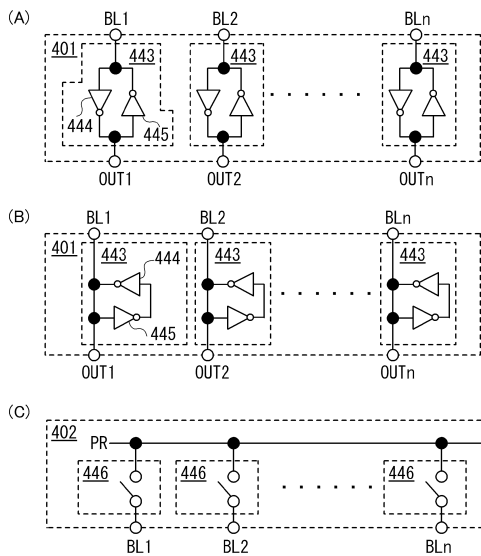 (A)
BL1 BL2 BLn
401 443 443 443
444 445
OUT1 OUT2 OUTn
(B)
BL1 BL2 BLn
401 443 444 443 443
445
OUT1 OUT2 OUTn
(C)
402
PR
446 446 446
BL1 BL2 BLn